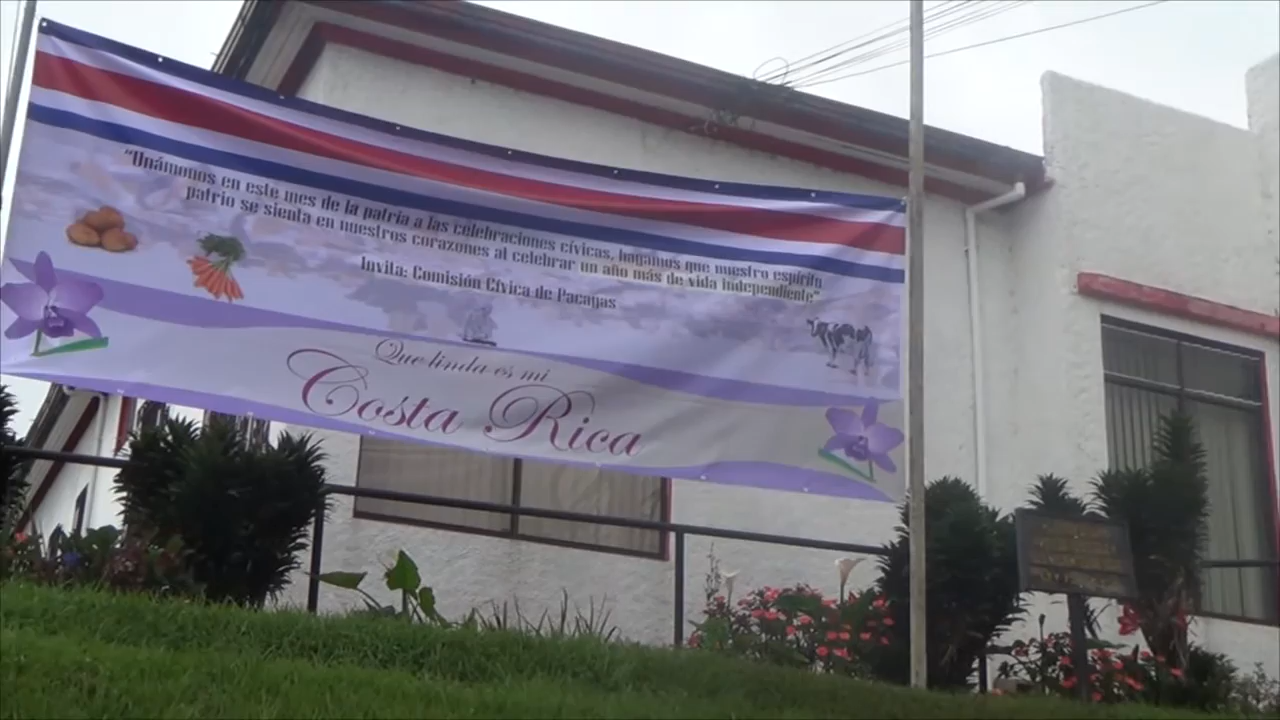 “Unámonos en este mes de la patria a las celebraciones cívicas, hagamos que nuestro espíritu
patrio se sienta en nuestros corazones al celebrar un año más de vida independiente”
Invita: Comisión Cívica de Pacayas
Que linda es mi
Costa Rica